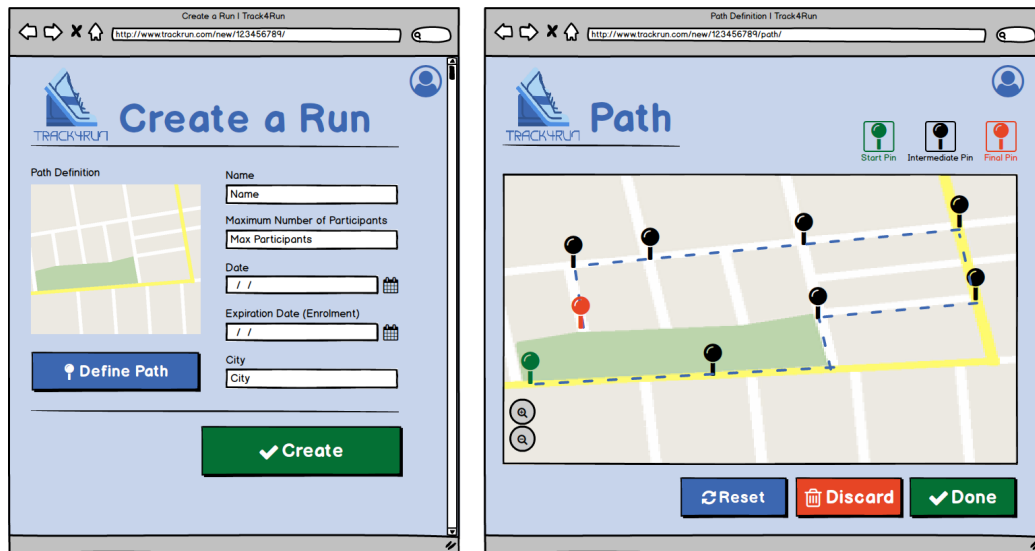 Create a Run | Track4Run
http://www.trackrun.com/new/123456789/
TRACK4RUN
Create a Run
Path Definition
Name
Name
Maximum Number of Participants
Max Participants
Date
/ /
Expiration Date (Enrolment)
/ /
City
City
Define Path
Create
Path Definition | Track4Run
http://www.trackrun.com/new/123456789/path/
TRACK4RUN
Path
Start Pin
Intermediate Pin
Final Pin
Reset
Discard
Done